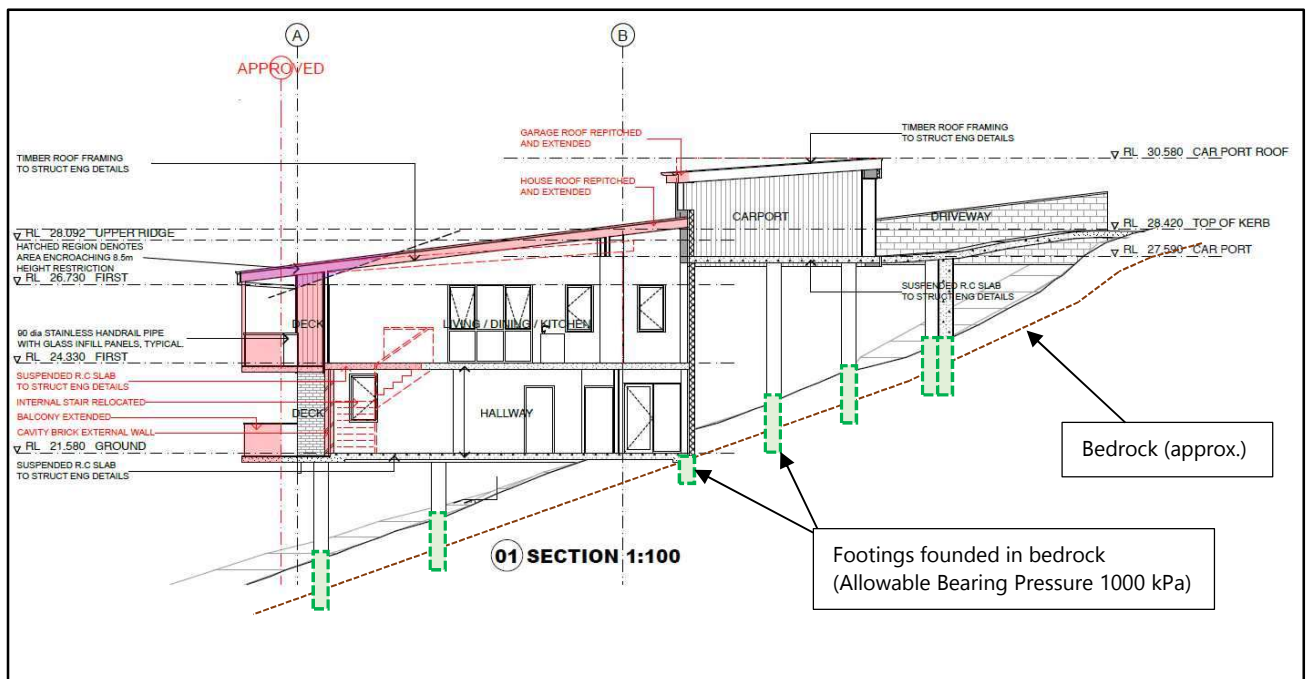 A
B
APPROVED
TIMBER ROOF FRAMING
TO STRUCT ENG DETAILS
GARAGE ROOF REPITCHED
AND EXTENDED
TIMBER ROOF FRAMING
TO STRUCT ENG DETAILS
RL 30.580 CAR PORT ROOF
HOUSE ROOF REPITCHED
AND EXTENDED
CARPORT
DRIVEWAY
RL 28.420 TOP OF KERB
RL 28.092 UPPER RIDGE
HATCHED REGION DENOTES
AREA ENCROACHING 8.5m
HEIGHT RESTRICTION
RL 27.590 CAR PORT
RL 26.730 FIRST
SUSPENDED R.C SLAB
TO STRUCT ENG DETAILS
90 dia STAINLESS HANDRAIL PIPE
WITH GLASS INFILL PANELS, TYPICAL.
DECK
LIVING / DINING / KITCHEN
RL 24.330 FIRST
SUSPENDED R.C SLAB
TO STRUCT ENG DETAILS
INTERNAL STAIR RELOCATED
BALCONY EXTENDED
DECK
HALLWAY
CAVITY BRICK EXTERNAL WALL
RL 21.580 GROUND
SUSPENDED R.C SLAB
TO STRUCT ENG DETAILS
Bedrock (approx.)
01 SECTION 1:100
Footings founded in bedrock
(Allowable Bearing Pressure 1000 kPa)